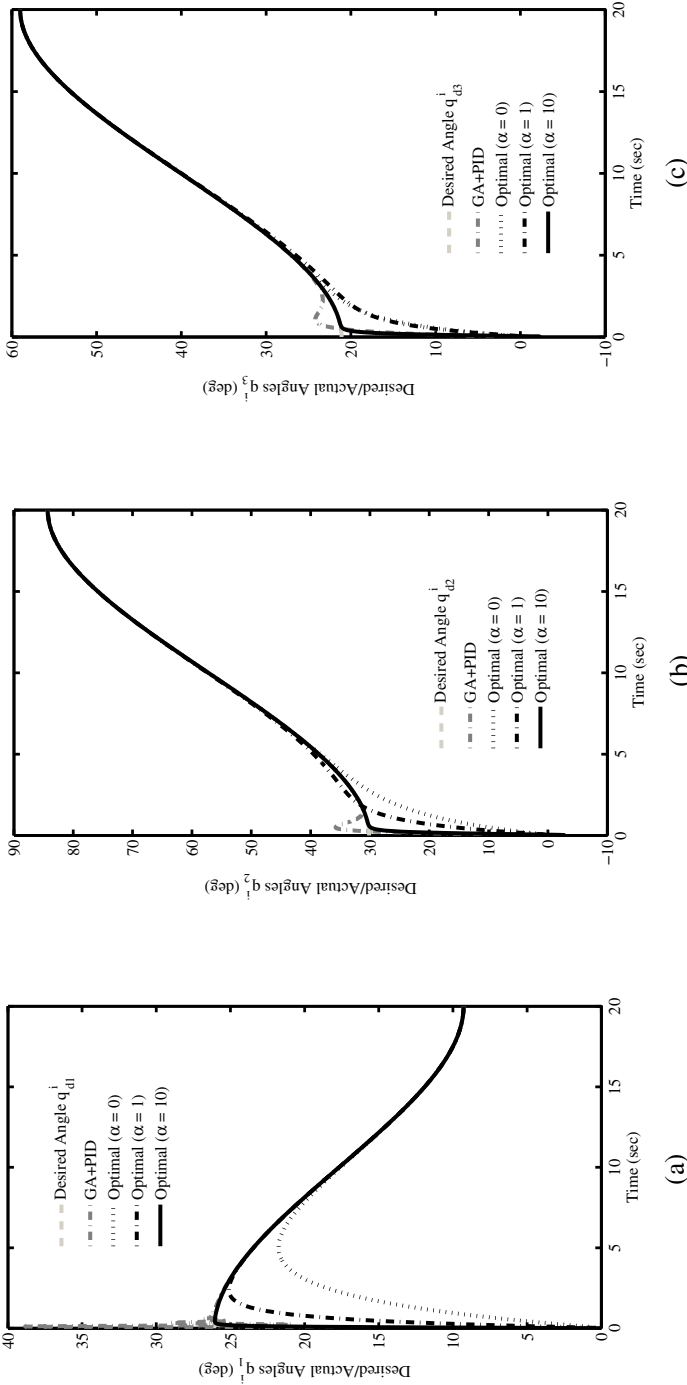 40
35
30
25
20
15
10
5
0
0
5
10
15
20
Time (sec)
Desired/Actual Angles q₁ⁱ (deg)
Desired Angle q_d1^i
GA+PID
Optimal (α = 0)
Optimal (α = 1)
Optimal (α = 10)
(a)
90
80
70
60
50
40
30
20
10
0
−10
0
5
10
15
20
Time (sec)
Desired/Actual Angles q₂ⁱ (deg)
Desired Angle q_d2^i
GA+PID
Optimal (α = 0)
Optimal (α = 1)
Optimal (α = 10)
(b)
60
50
40
30
20
10
0
−10
0
5
10
15
20
Time (sec)
Desired/Actual Angles q₃ⁱ (deg)
Desired Angle q_d3^i
GA+PID
Optimal (α = 0)
Optimal (α = 1)
Optimal (α = 10)
(c)